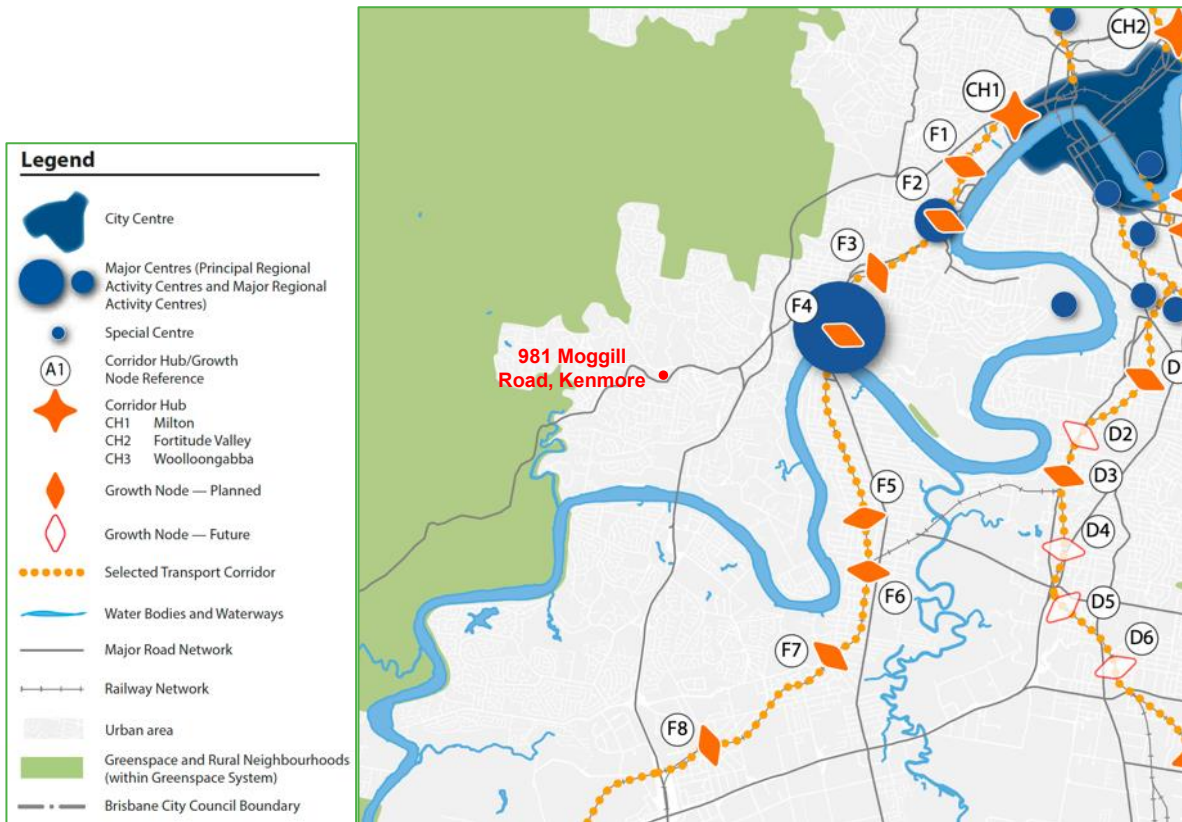 Legend
City Centre
Major Centres (Principal Regional
Activity Centres and Major Regional
Activity Centres)
Special Centre
A1
Corridor Hub/Growth
Node Reference
Corridor Hub
CH1 Milton
CH2 Fortitude Valley
CH3 Woolloongabba
Growth Node — Planned
Growth Node — Future
Selected Transport Corridor
Water Bodies and Waterways
Major Road Network
Railway Network
Urban area
Greenspace and Rural Neighbourhoods
(within Greenspace System)
Brisbane City Council Boundary
CH2
CH1
F1
F2
F3
F4
981 Moggill
Road, Kenmore
D2
D3
F5
D4
F6
D5
D6
F7
F8